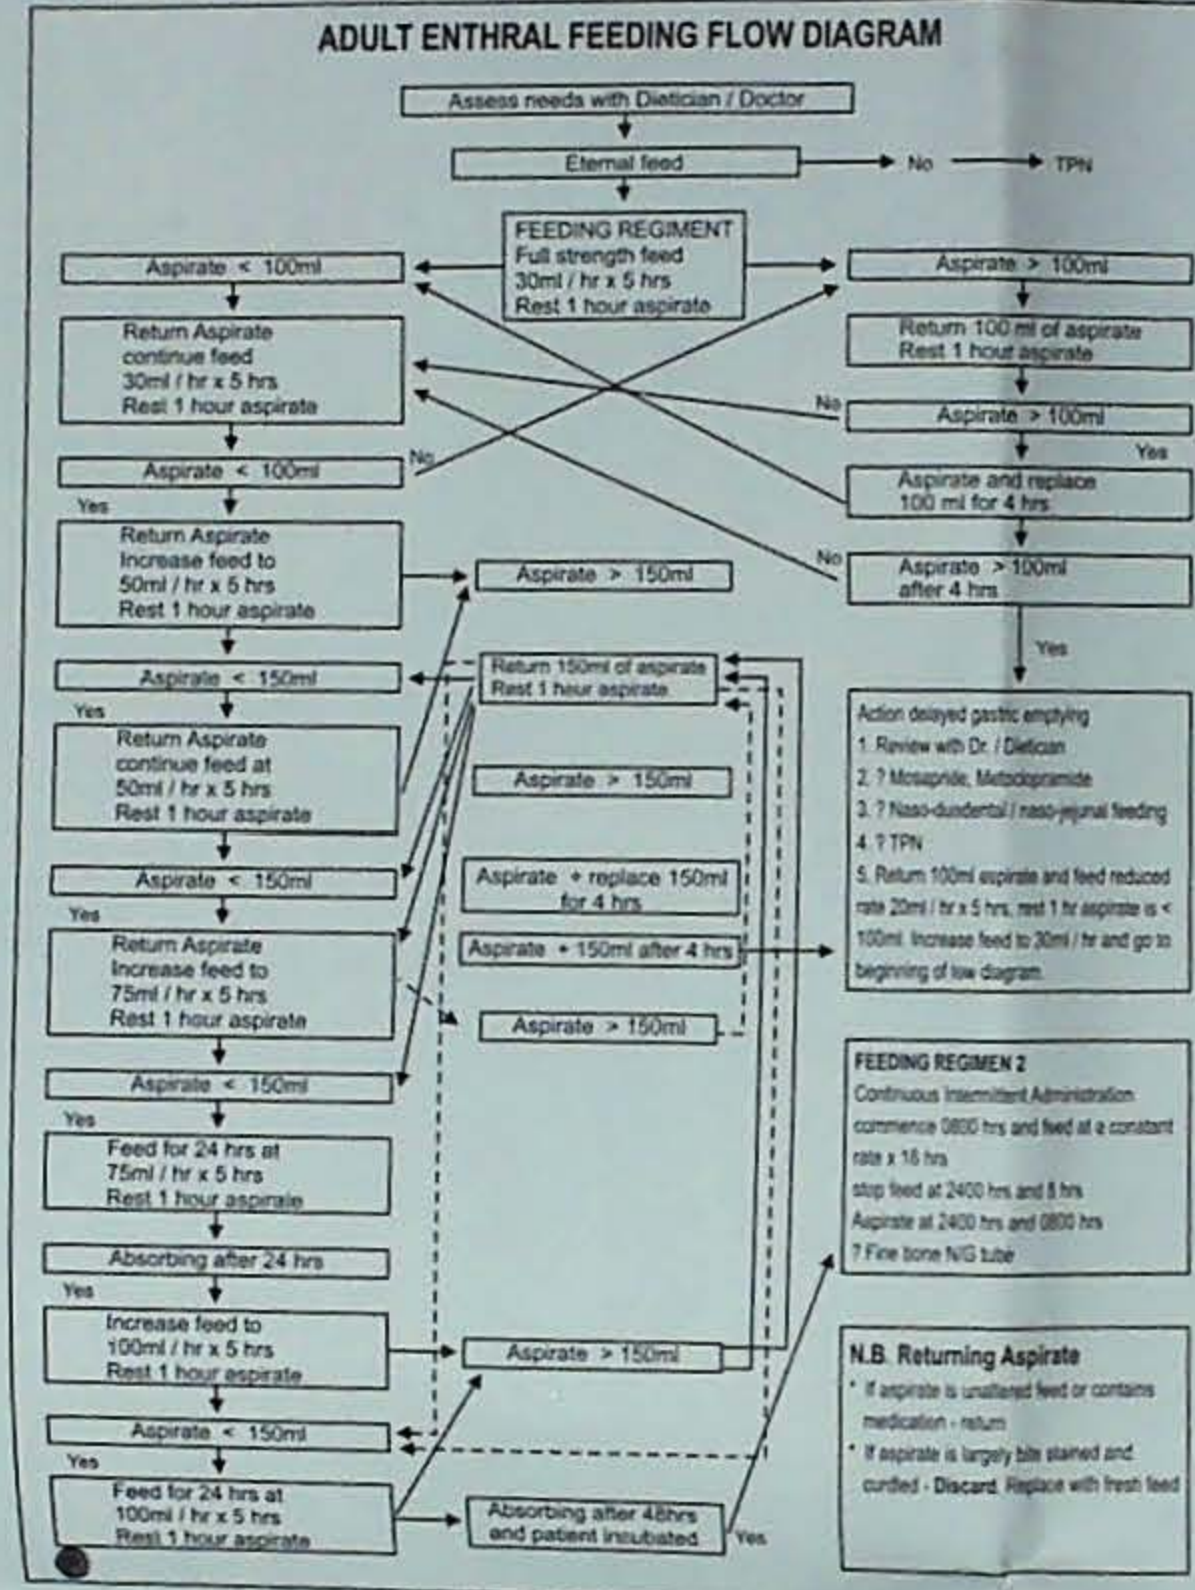 ADULT ENTHRAL FEEDING FLOW DIAGRAM
Assess needs with Dietician / Doctor
Eternal feed
No
TPN
FEEDING REGIMENT
Full strength feed
30ml / hr x 5 hrs
Rest 1 hour aspirate
Aspirate < 100ml
Return Aspirate
continue feed
30ml / hr x 5 hrs
Rest 1 hour aspirate
Aspirate < 100ml
No
Yes
Return Aspirate
Increase feed to
50ml / hr x 5 hrs
Rest 1 hour aspirate
Aspirate < 150ml
Yes
Return Aspirate
continue feed at
50ml / hr x 5 hrs
Rest 1 hour aspirate
Aspirate < 150ml
Yes
Return Aspirate
Increase feed to
75ml / hr x 5 hrs
Rest 1 hour aspirate
Aspirate < 150ml
Yes
Feed for 24 hrs at
75ml / hr x 5 hrs
Rest 1 hour aspirate
Absorbing after 24 hrs
Yes
Increase feed to
100ml / hr x 5 hrs
Rest 1 hour aspirate
Aspirate < 150ml
Yes
Feed for 24 hrs at
100ml / hr x 5 hrs
Rest 1 hour aspirate
Aspirate > 150ml
Return 150ml of aspirate
Rest 1 hour aspirate
Aspirate > 150ml
Aspirate + replace 150ml
for 4 hrs
Aspirate + 150ml after 4 hrs
Aspirate > 150ml
Aspirate > 150ml
Absorbing after 48hrs
and patient insubated
Yes
Aspirate > 100ml
Return 100 ml of aspirate
Rest 1 hour aspirate
Aspirate > 100ml
No
Yes
Aspirate and replace
100 ml for 4 hrs
No
Aspirate > 100ml
after 4 hrs
Yes
Action delayed gastric emptying
1. Review with Dr. / Dietician
2. ? Mosapride, Metoclopramide
3. ? Naso-duodental / naso-jejunal feeding
4. ? TPN
5. Return 100ml aspirate and feed reduced
rate 20ml / hr x 5 hrs, rest 1 hr aspirate is <
100ml. Increase feed to 30ml / hr and go to
beginning of low diagram.
FEEDING REGIMEN 2
Continuous Intermittent Administration
commence 0800 hrs and feed at a constant
rate x 16 hrs
stop feed at 2400 hrs and 8 hrs
Aspirate at 2400 hrs and 0800 hrs
? Fine bone N/G tube
N.B. Returning Aspirate
* If aspirate is unaltered feed or contains
medication - return
* If aspirate is largely bile stained and
curdled - Discard. Replace with fresh feed